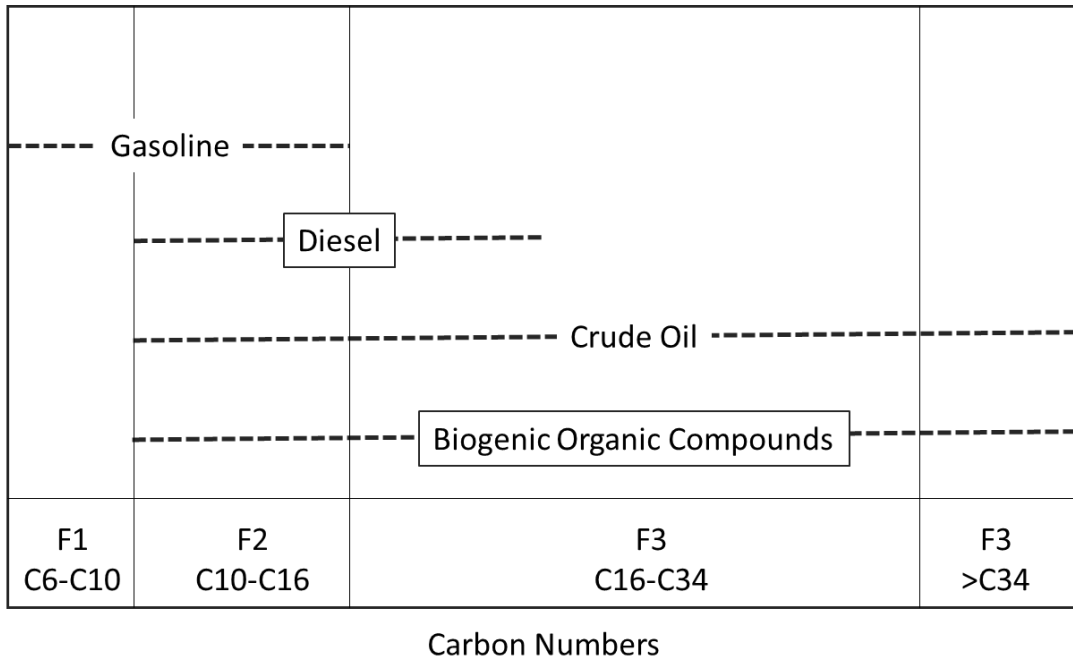 Gasoline
Diesel
Crude Oil
Biogenic Organic Compounds
F1
C6-C10
F2
C10-C16
F3
C16-C34
F3
>C34
Carbon Numbers